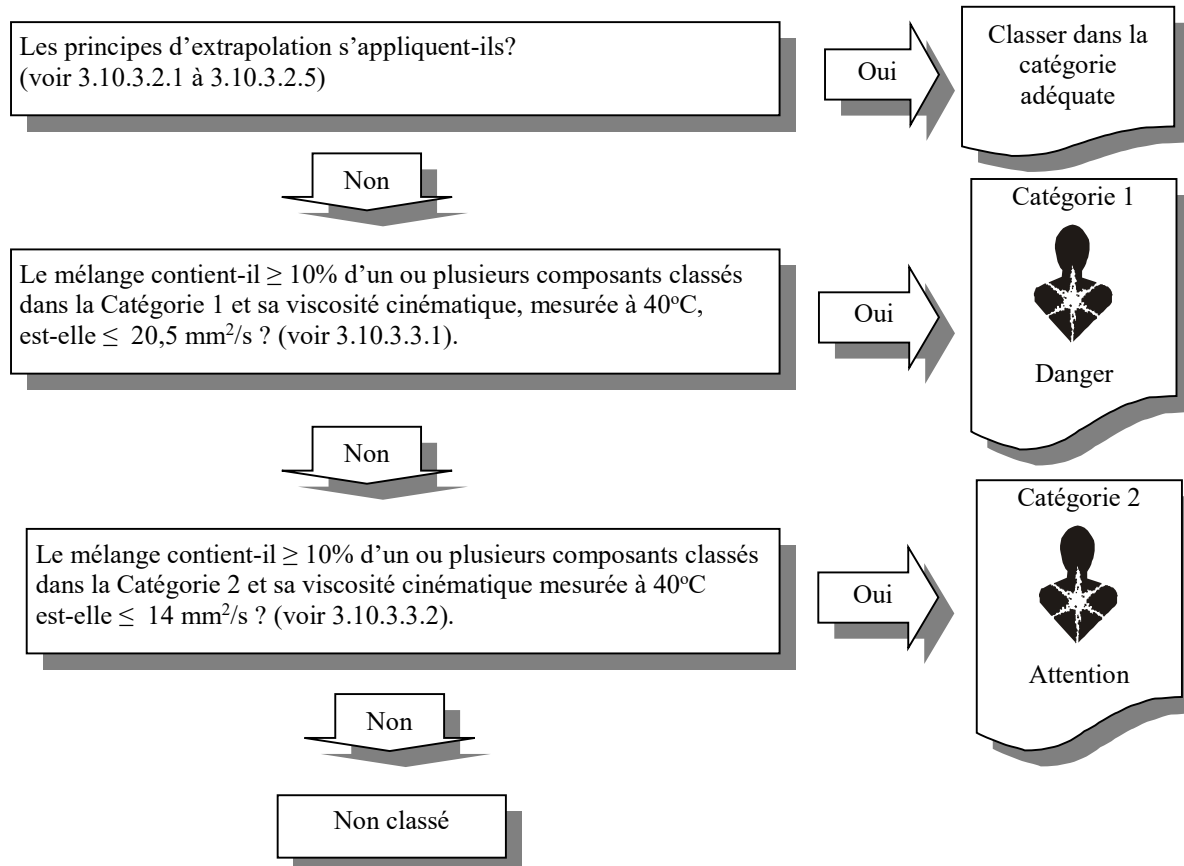 Les principes d’extrapolation s’appliquent-ils?
(voir 3.10.3.2.1 à 3.10.3.2.5)
Oui
Classer dans la
catégorie
adéquate
Non
Le mélange contient-il ≥ 10% d’un ou plusieurs composants classés
dans la Catégorie 1 et sa viscosité cinématique, mesurée à 40ºC,
est-elle ≤ 20,5 mm²/s ? (voir 3.10.3.3.1).
Oui
Catégorie 1
Danger
Non
Le mélange contient-il ≥ 10% d’un ou plusieurs composants classés
dans la Catégorie 2 et sa viscosité cinématique mesurée à 40ºC
est-elle ≤ 14 mm²/s ? (voir 3.10.3.3.2).
Oui
Catégorie 2
Attention
Non
Non classé